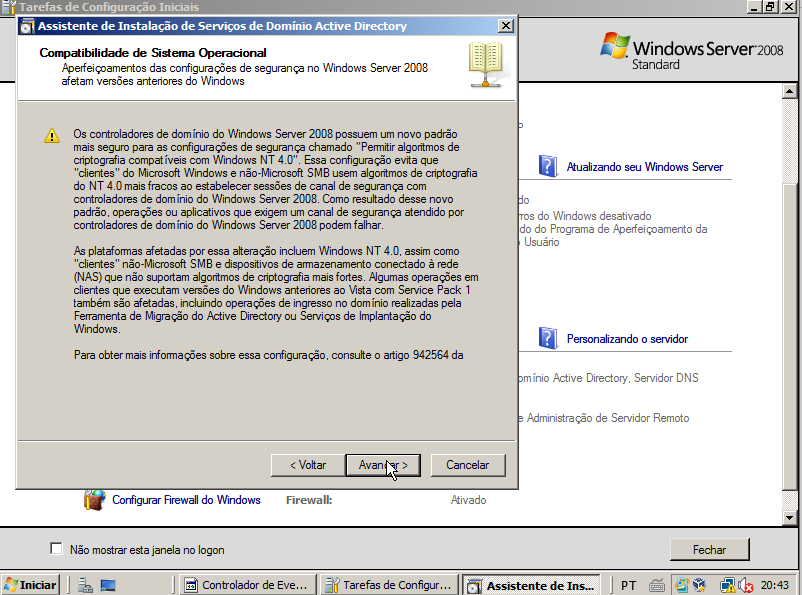 Tarefas de Configuração Iniciais
Assistente de Instalação de Serviços de Domínio Active Directory
Compatibilidade de Sistema Operacional
Aperfeiçoamentos das configurações de segurança no Windows Server 2008
afetam versões anteriores do Windows
Windows Server 2008
Standard
Os controladores de domínio do Windows Server 2008 possuem um novo padrão
mais seguro para as configurações de segurança chamado "Permitir algoritmos de
criptografia compatíveis com Windows NT 4.0". Essa configuração evita que
"clientes" do Microsoft Windows e não-Microsoft SMB usem algoritmos de criptografia
do NT 4.0 mais fracos ao estabelecer sessões de canal de segurança com
controladores de domínio do Windows Server 2008. Como resultado desse novo
padrão, operações ou aplicativos que exigem um canal de segurança atendido por
controladores de domínio do Windows Server 2008 podem falhar.
As plataformas afetadas por essa alteração incluem Windows NT 4.0, assim como
"clientes" não-Microsoft SMB e dispositivos de armazenamento conectado à rede
(NAS) que não suportam algoritmos de criptografia mais fortes. Algumas operações em
clientes que executam versões do Windows anteriores ao Vista com Service Pack 1
também são afetadas, incluindo operações de ingresso no domínio realizadas pela
Ferramenta de Migração do Active Directory ou Serviços de Implantação do
Windows.
Para obter mais informações sobre essa configuração, consulte o artigo 942564 da
< Voltar
Avançar >
Cancelar
Atualizando seu Windows Server
do
rros do Windows desativado
do do Programa de Aperfeiçoamento da
Usuário
Personalizando o servidor
omínio Active Directory, Servidor DNS
e Administração de Servidor Remoto
Configurar Firewall do Windows Firewall: Ativado
Não mostrar esta janela no logon
Fechar
Iniciar
Controlador de Eve...
Tarefas de Configur...
Assistente de Ins...
PT
20:43